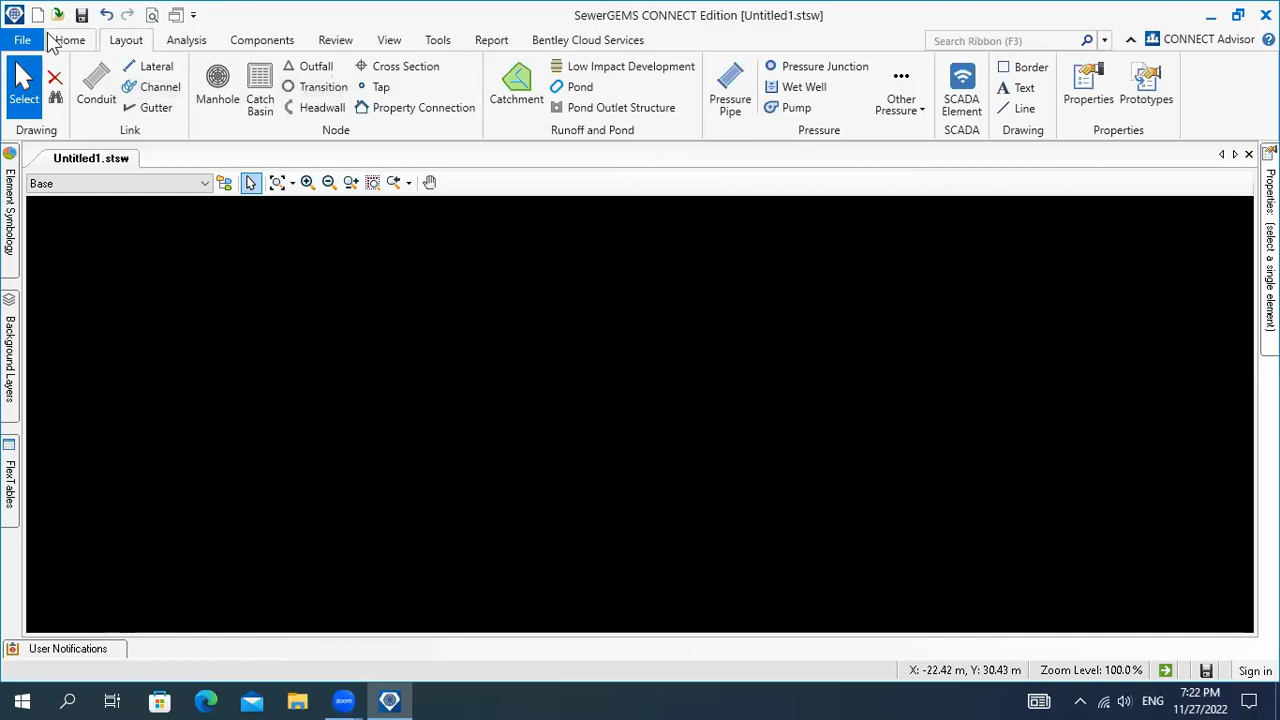 SewerGEMS CONNECT Edition [Untitled1.stsw]
File Home Layout Analysis Components Review View Tools Report Bentley Cloud Services Search Ribbon (F3) CONNECT Advisor
Select
Drawing
Conduit
Lateral
Channel
Gutter
Link
Manhole
Catch
Basin
Outfall
Transition
Headwall
Cross Section
Tap
Property Connection
Node
Catchment
Low Impact Development
Pond
Pond Outlet Structure
Runoff and Pond
Pressure
Pipe
Pressure Junction
Wet Well
Pump
Other
Pressure
Pressure
SCADA
Element
SCADA
Border
Text
Line
Drawing
Properties
Prototypes
Properties
Untitled1.stsw
Base
Element Symbology
Background Layers
FlexTables
Properties: (select a single element)
User Notifications
X: -22.42 m, Y: 30.43 m Zoom Level: 100.0 % Sign in
zoom
ENG
7:22 PM
11/27/2022